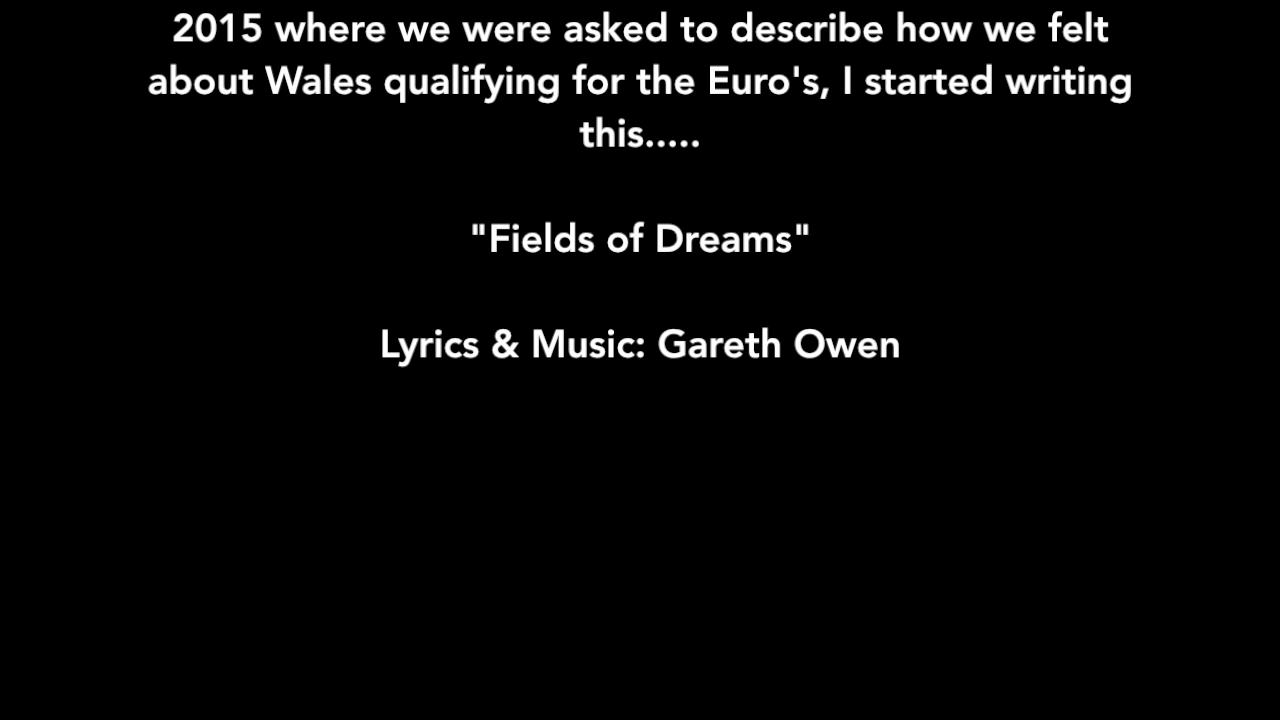 2015 where we were asked to describe how we felt
about Wales qualifying for the Euro's, I started writing
this.....
"Fields of Dreams"
Lyrics & Music: Gareth Owen